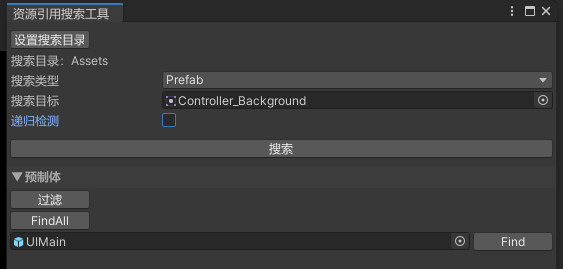 资源引用搜索工具
设置搜索目录
搜索目录：Assets
搜索类型 Prefab
搜索目标 Controller_Background
递归检测
搜索
▼预制体
过滤
FindAll
UIMain Find